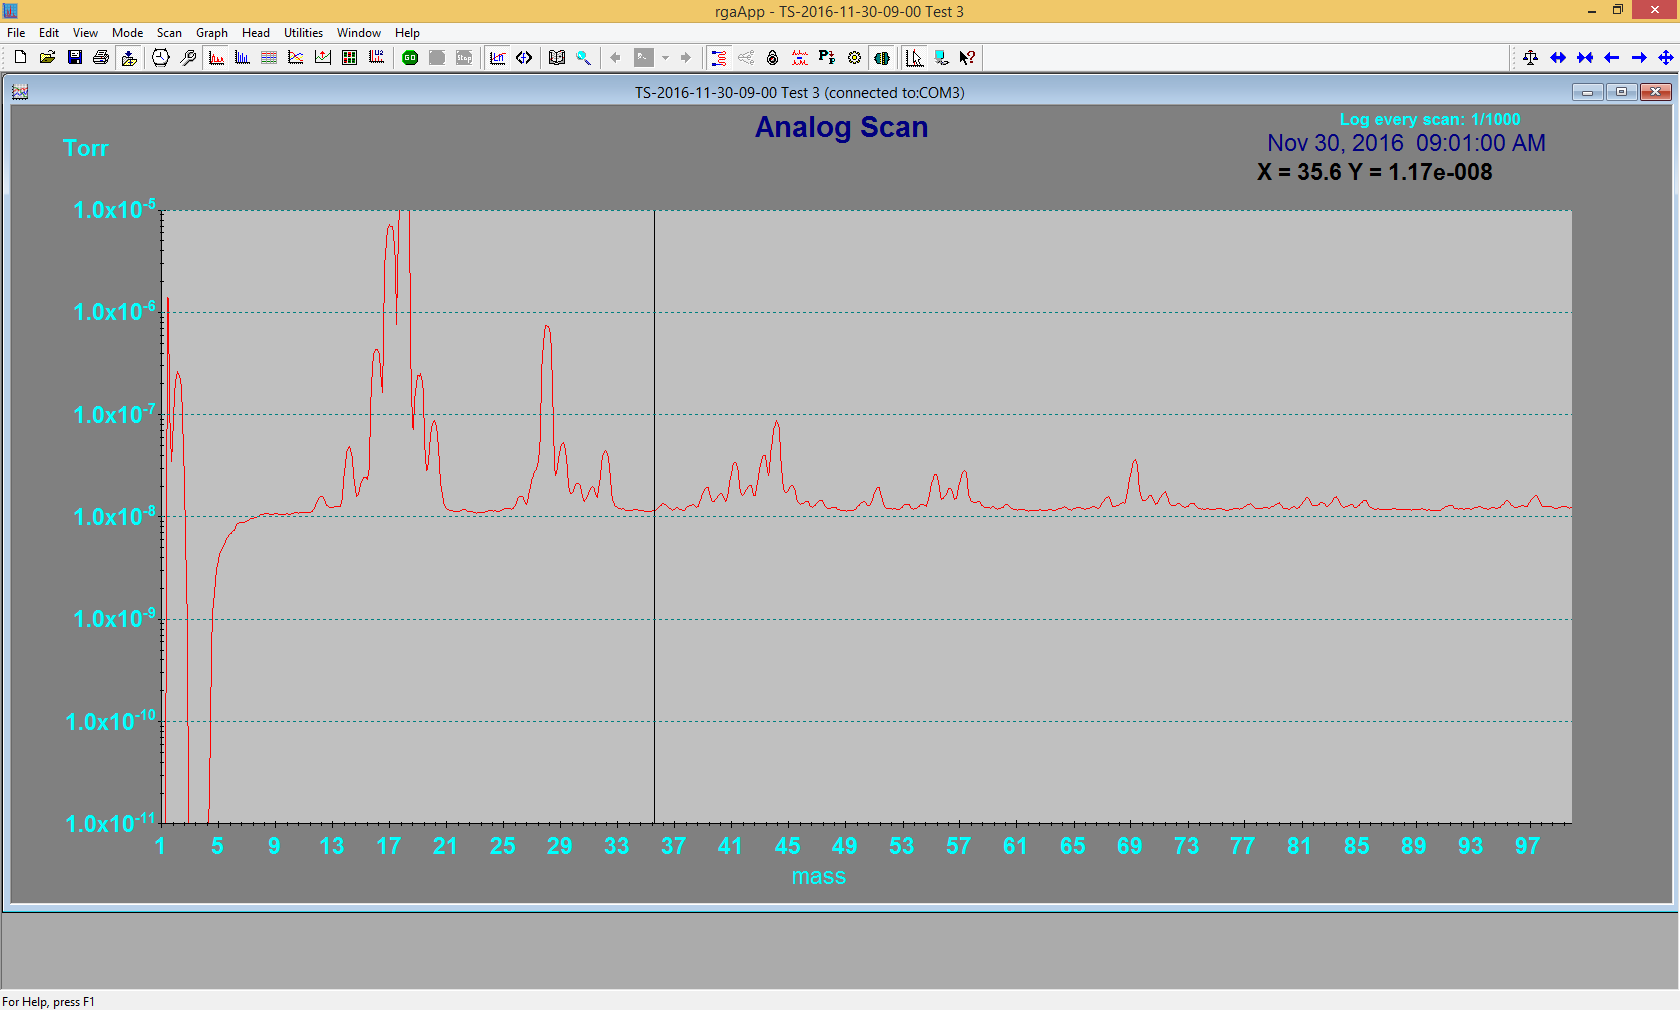 rgaApp - TS-2016-11-30-09-00 Test 3
File Edit View Mode Scan Graph Head Utilities Window Help
GO Stop
TS-2016-11-30-09-00 Test 3 (connected to:COM3)
Analog Scan
Log every scan: 1/1000
Nov 30, 2016 09:01:00 AM
X = 35.6 Y = 1.17e-008
Torr
1.0x10-5
1.0x10-6
1.0x10-7
1.0x10-8
1.0x10-9
1.0x10-10
1.0x10-11
1 5 9 13 17 21 25 29 33 37 41 45 49 53 57 61 65 69 73 77 81 85 89 93 97
mass
For Help, press F1